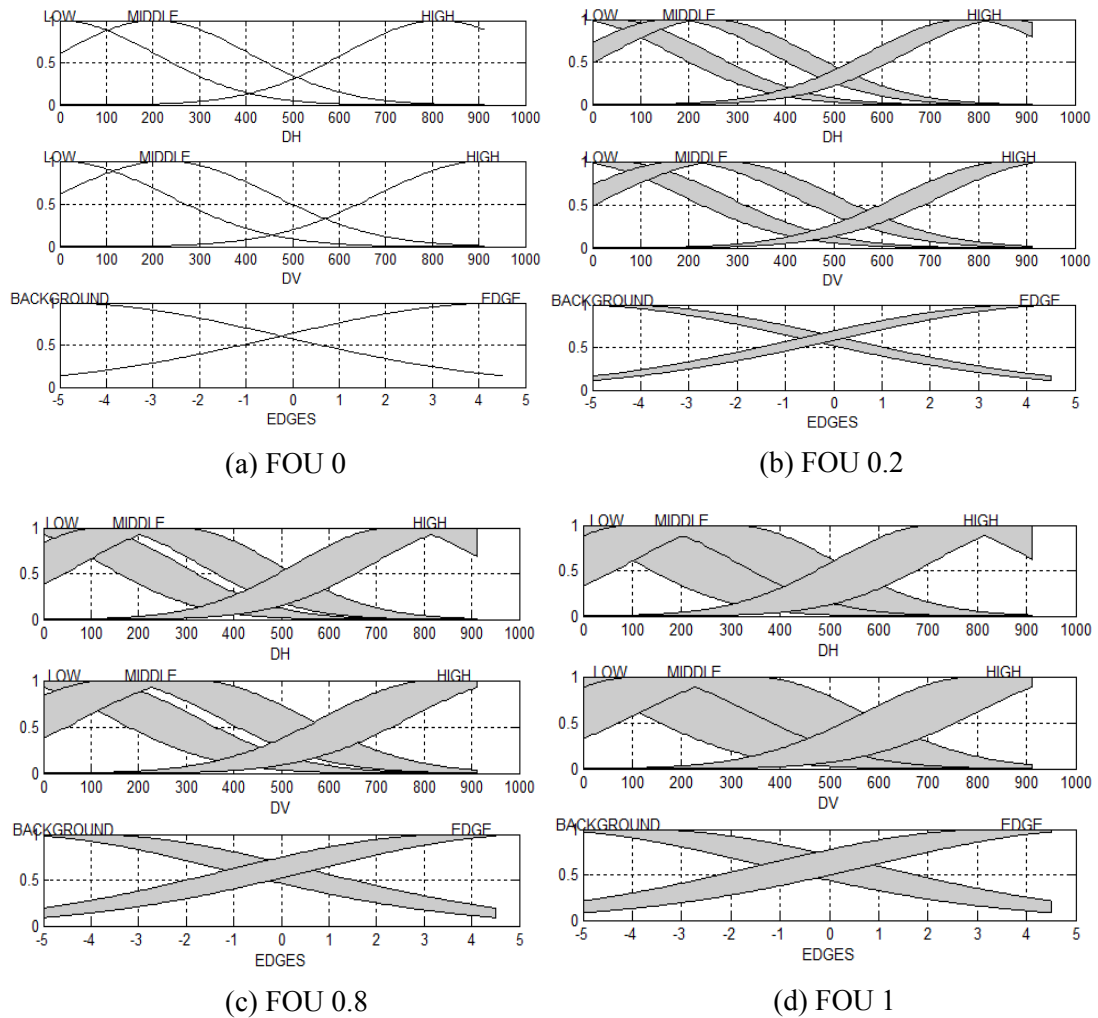 LOW MIDDLE HIGH
1
0.5
0
0 100 200 300 400 500 600 700 800 900 1000
DH
LOW MIDDLE HIGH
1
0.5
0
0 100 200 300 400 500 600 700 800 900 1000
DV
BACKGROUND EDGE
1
0.5
0
-5 -4 -3 -2 -1 0 1 2 3 4 5
EDGES
(a) FOU 0
LOW MIDDLE HIGH
1
0.5
0
0 100 200 300 400 500 600 700 800 900 1000
DH
LOW MIDDLE HIGH
1
0.5
0
0 100 200 300 400 500 600 700 800 900 1000
DV
BACKGROUND EDGE
1
0.5
0
-5 -4 -3 -2 -1 0 1 2 3 4 5
EDGES
(b) FOU 0.2
LOW MIDDLE HIGH
1
0.5
0
0 100 200 300 400 500 600 700 800 900 1000
DH
LOW MIDDLE HIGH
1
0.5
0
0 100 200 300 400 500 600 700 800 900 1000
DV
BACKGROUND EDGE
1
0.5
0
-5 -4 -3 -2 -1 0 1 2 3 4 5
EDGES
(c) FOU 0.8
LOW MIDDLE HIGH
1
0.5
0
0 100 200 300 400 500 600 700 800 900 1000
DH
LOW MIDDLE HIGH
1
0.5
0
0 100 200 300 400 500 600 700 800 900 1000
DV
BACKGROUND EDGE
1
0.5
0
-5 -4 -3 -2 -1 0 1 2 3 4 5
EDGES
(d) FOU 1